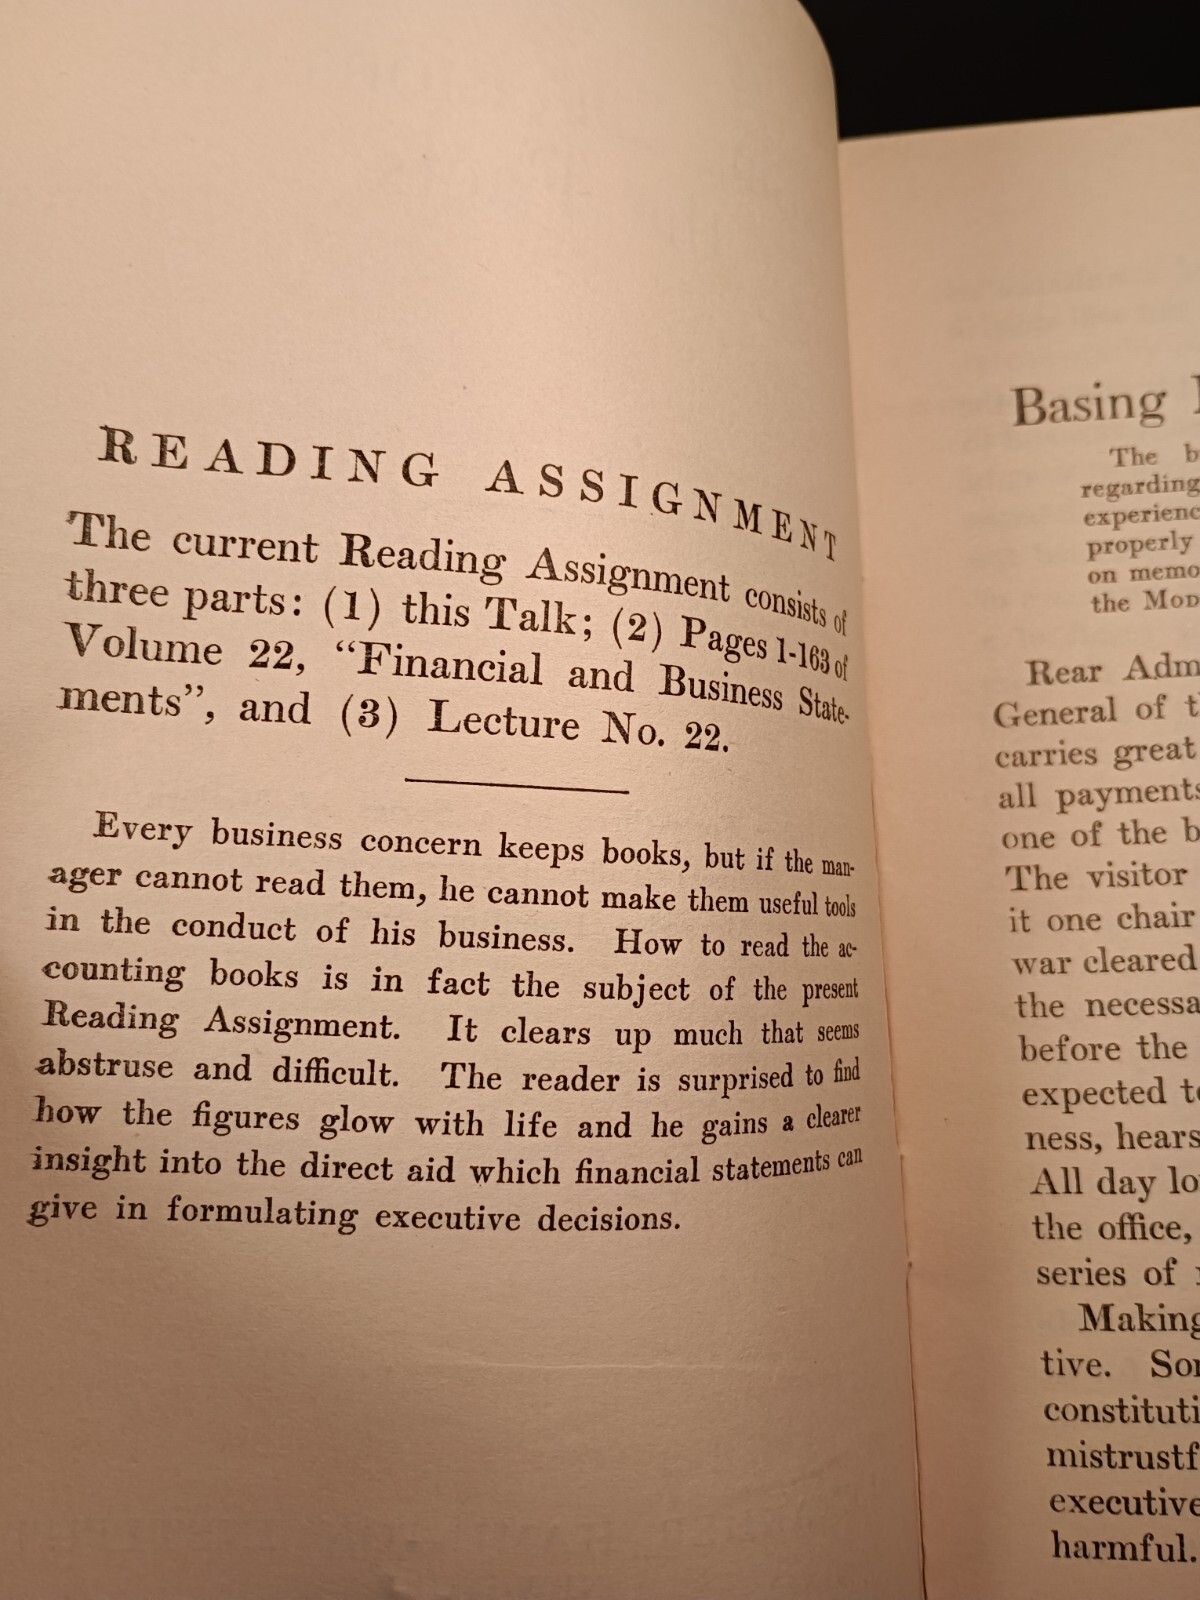 READING ASSIGNMENT
The current Reading Assignment consists of
three parts: (1) this Talk; (2) Pages 1-163 of
Volume 22, “Financial and Business State-
ments”, and (3) Lecture No. 22.
Every business concern keeps books, but if the man-
ager cannot read them, he cannot make them useful tools
in the conduct of his business. How to read the ac-
counting books is in fact the subject of the present
Reading Assignment. It clears up much that seems
abstruse and difficult. The reader is surprised to find
how the figures glow with life and he gains a clearer
insight into the direct aid which financial statements can
give in formulating executive decisions.
Basing
The
regarding
properly
on memo
the
Rear
General of
carries great
all payments
one of the
The visitor
it one chair
war cleared
the
before the
expected
ness, hears
All day
the office,
series of
Making
tive.
executive
harmful.